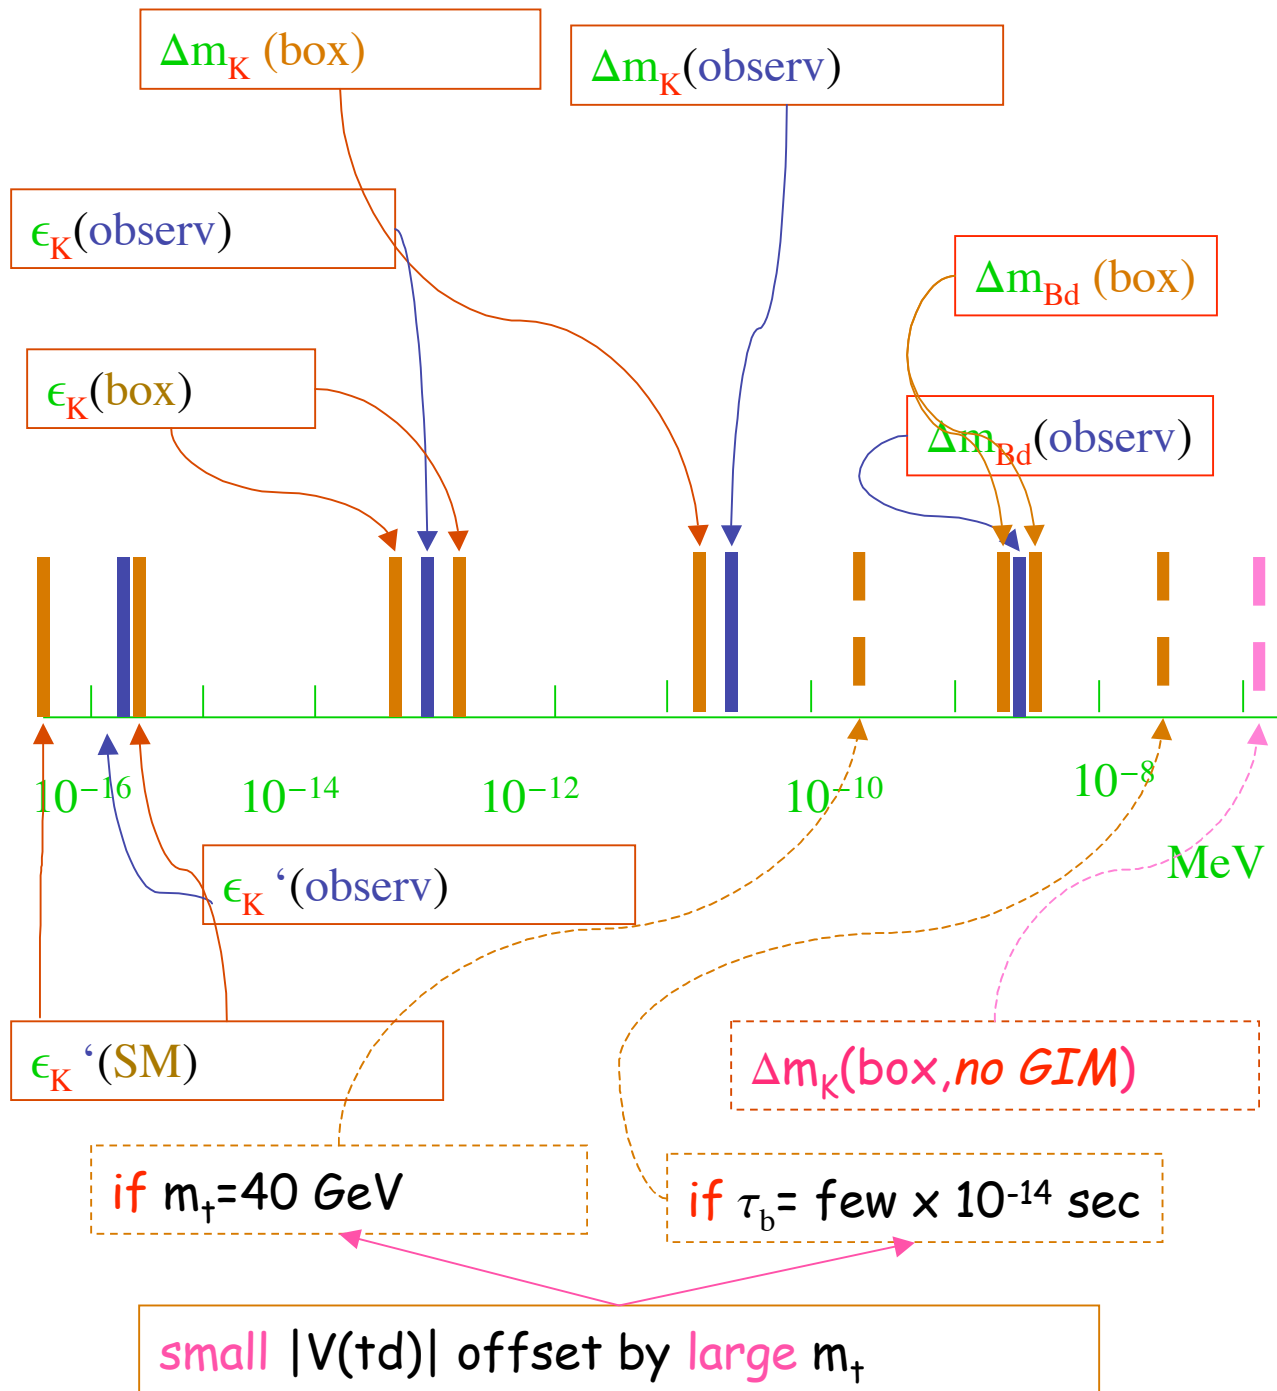 Δm_K (box)
Δm_K(observ)
ϵ_K(observ)
Δm_Bd (box)
ϵ_K(box)
Δm_Bd(observ)
10⁻¹⁶ 10⁻¹⁴ 10⁻¹² 10⁻¹⁰ 10⁻⁸
MeV
ϵ_K ‘(observ)
ϵ_K ‘(SM)
Δm_K(box,no GIM)
if m_t=40 GeV
if τ_b= few x 10⁻¹⁴ sec
small |V(td)| offset by large m_t